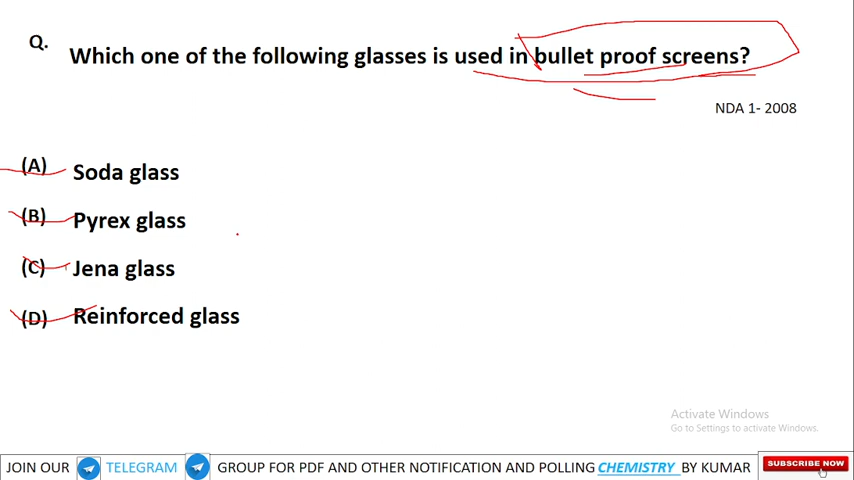 Q. Which one of the following glasses is used in bullet proof screens?
NDA 1- 2008
(A) Soda glass
(B) Pyrex glass
(C) Jena glass
(D) Reinforced glass
Activate Windows
Go to Settings to activate Windows.
JOIN OUR TELEGRAM GROUP FOR PDF AND OTHER NOTIFICATION AND POLLING CHEMISTRY BY KUMAR SUBSCRIBE NOW